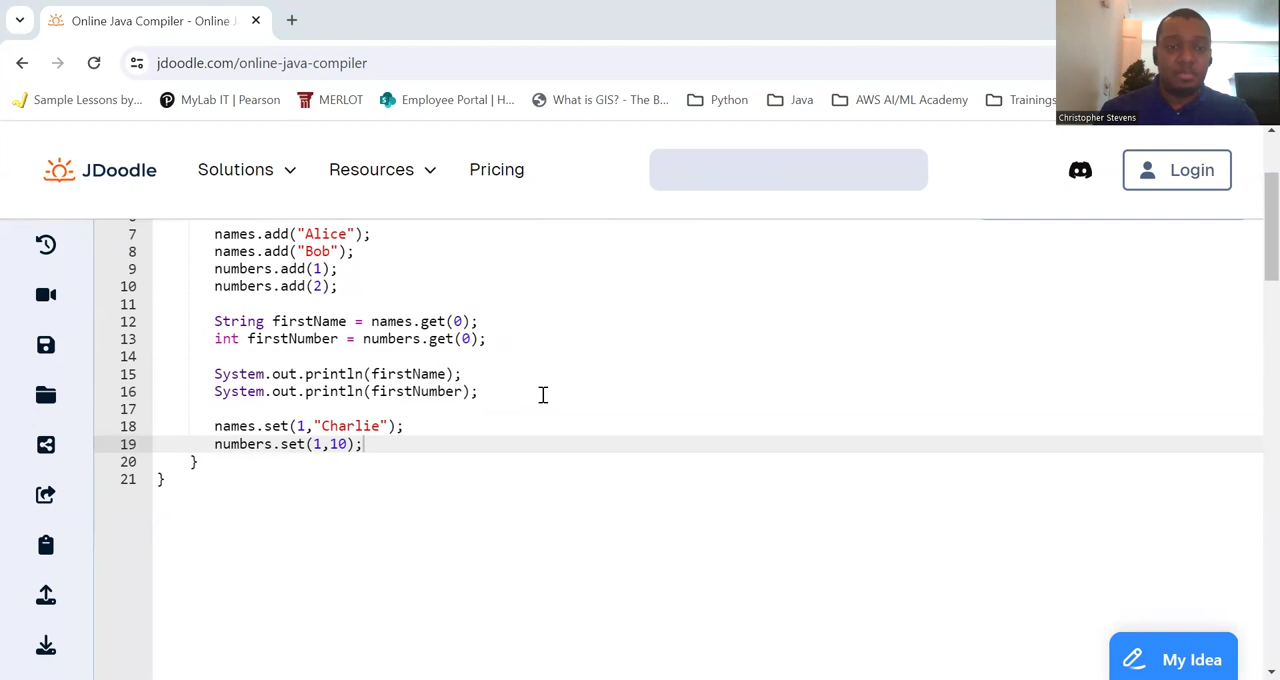 Online Java Compiler - Online J
jdoodle.com/online-java-compiler
Sample Lessons by... MyLab IT | Pearson MERLOT Employee Portal | H... What is GIS? - The B... Python Java AWS AI/ML Academy Trainings
Christopher Stevens
JDoodle Solutions Resources Pricing Login
7 names.add("Alice");
8 names.add("Bob");
9 numbers.add(1);
10 numbers.add(2);
11
12 String firstName = names.get(0);
13 int firstNumber = numbers.get(0);
14
15 System.out.println(firstName);
16 System.out.println(firstNumber);
17
18 names.set(1,"Charlie");
19 numbers.set(1,10);
20 }
21 }
My Idea